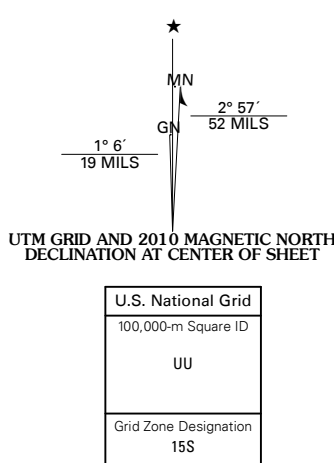 MN
GN
2° 57´
52 MILS
1° 6´
19 MILS
UTM GRID AND 2010 MAGNETIC NORTH
DECLINATION AT CENTER OF SHEET
U.S. National Grid
100,000-m Square ID
UU
Grid Zone Designation
15S